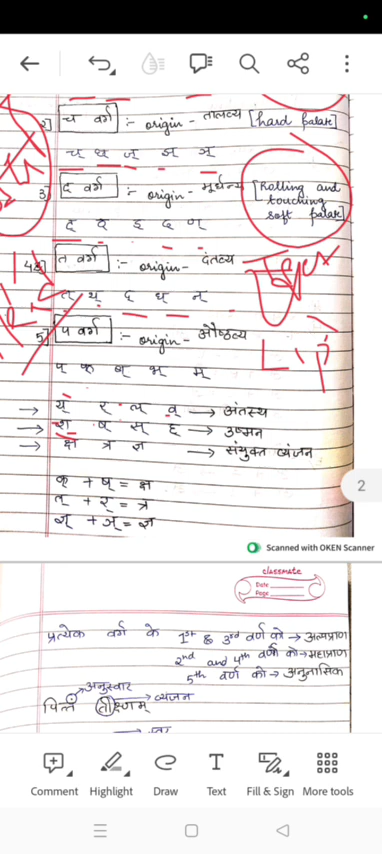 2] च वर्ग :- origin - तालव्य [hard palate]
च् छ् ज् झ् ञ्
3] ट वर्ग :- origin - मूर्धन्य [Rolling and touching soft palate]
ट् ठ् ड् ढ् ण्
4] त वर्ग :- origin - दंतव्य
त् थ् द् ध् न्
5] प वर्ग :- origin - औष्ठव्य
Lip
प् फ् ब् भ् म्
→ य् र् ल् व् → अंतस्थ
→ श् ष् स् ह् → उष्मन
→ क्ष त्र ज्ञ → संयुक्त व्यंजन
क् + ष् = क्ष
त् + र् = त्र
ज् + ञ् = ज्ञ
2
Scanned with OKEN Scanner
classmate
Date
Page
प्रत्येक वर्ग के 1st & 3rd वर्ण को → अल्पप्राण
2nd and 4th वर्ण को → महाप्राण
5th वर्ण को → अनुनासिक
अनुस्वार
व्यंजन
Comment Highlight Draw Text Fill & Sign More tools